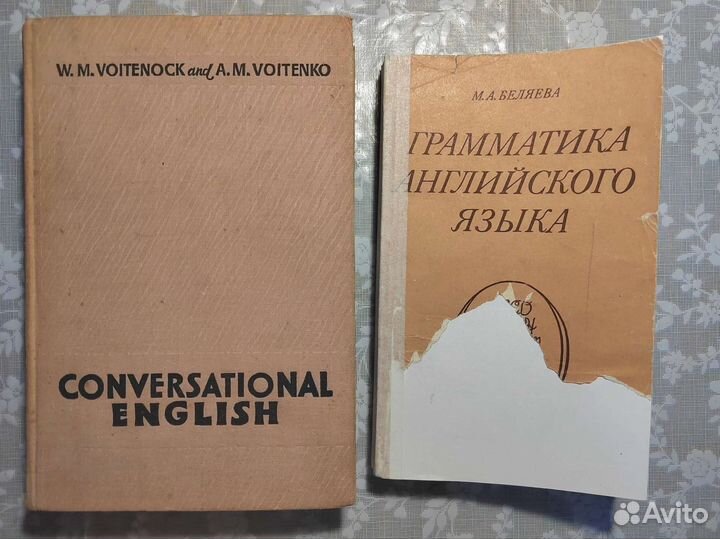 W. M. VOITENOCK and A. M. VOITENKO
CONVERSATIONAL
ENGLISH
М. А. БЕЛЯЕВА
ГРАММАТИКА
АНГЛИЙСКОГО
ЯЗЫКА
Avito